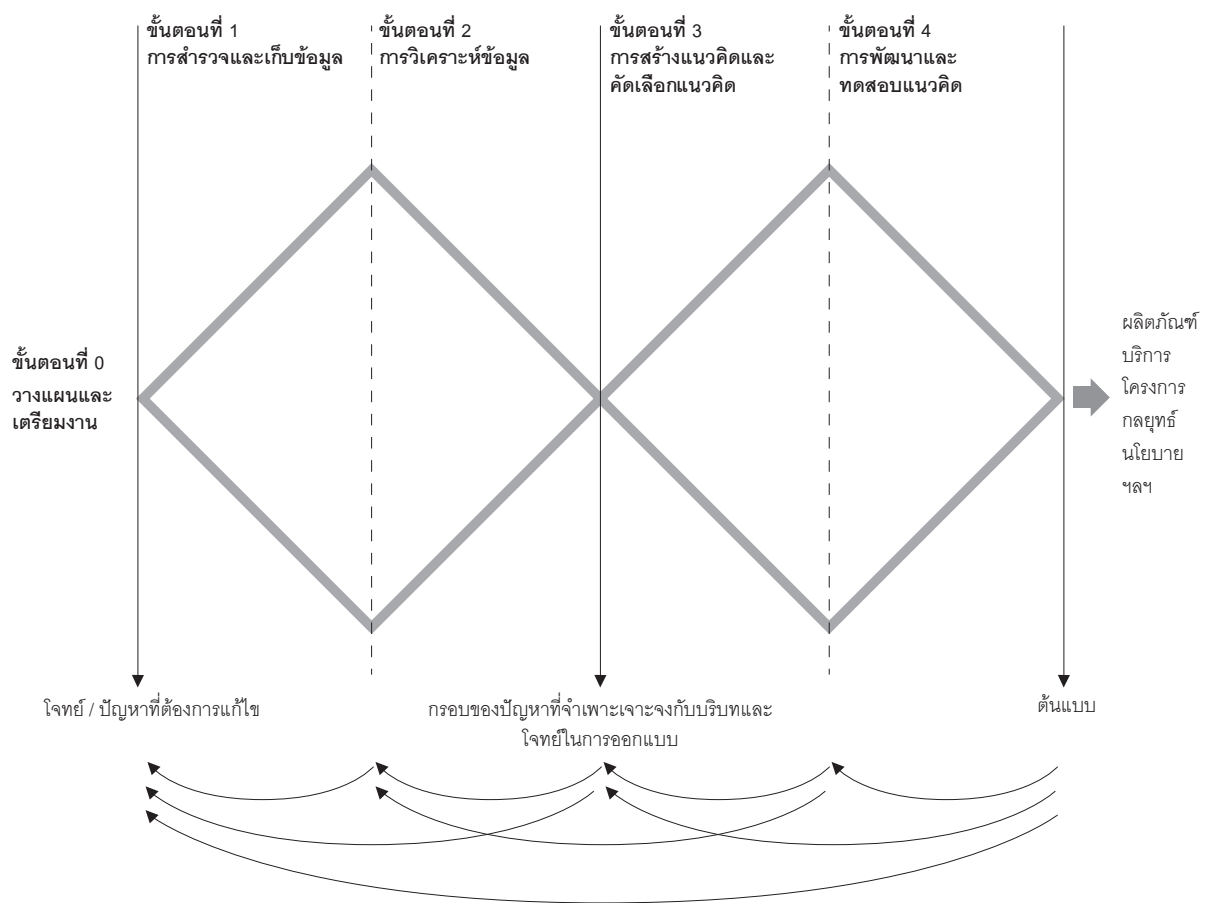 ขั้นตอนที่ 1
การสำรวจและเก็บข้อมูล
ขั้นตอนที่ 2
การวิเคราะห์ข้อมูล
ขั้นตอนที่ 3
การสร้างแนวคิดและ
คัดเลือกแนวคิด
ขั้นตอนที่ 4
การพัฒนาและ
ทดสอบแนวคิด
ขั้นตอนที่ 0
วางแผนและ
เตรียมงาน
ผลิตภัณฑ์
บริการ
โครงการ
กลยุทธ์
นโยบาย
ฯลฯ
โจทย์ / ปัญหาที่ต้องการแก้ไข
กรอบของปัญหาที่จำเพาะเจาะจงกับบริบทและ
โจทย์ในการออกแบบ
ต้นแบบ